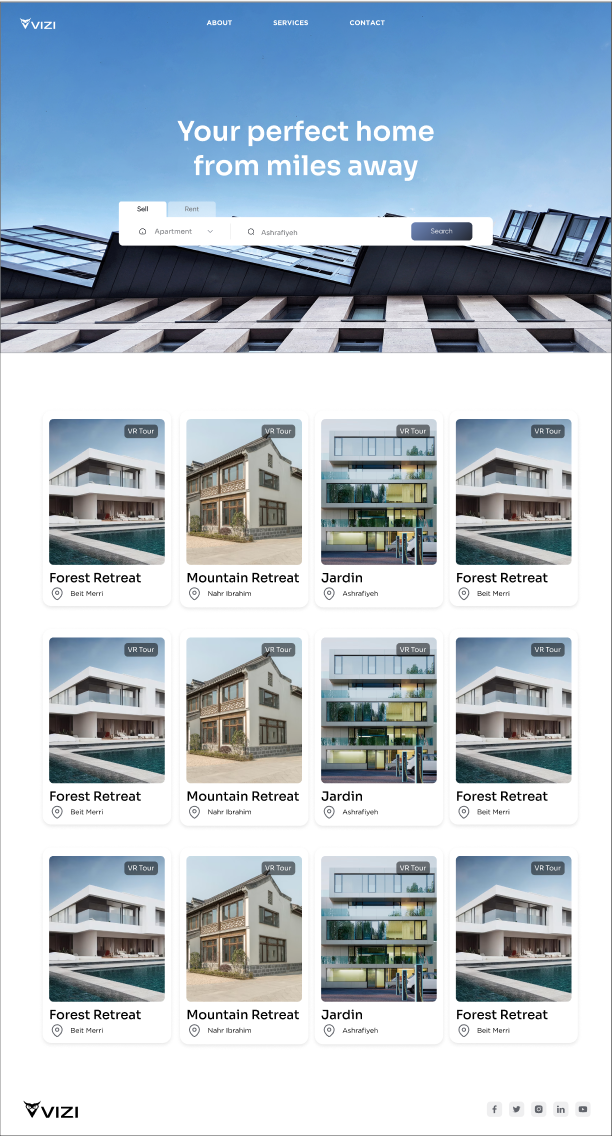 VIZI
ABOUT SERVICES CONTACT
Your perfect home
from miles away
Sell Rent
Apartment Ashrafiyeh Search
VR Tour VR Tour VR Tour VR Tour
Forest Retreat Mountain Retreat Jardin Forest Retreat
Beit Merri Nahr Ibrahim Ashrafiyeh Beit Merri
VR Tour VR Tour VR Tour VR Tour
Forest Retreat Mountain Retreat Jardin Forest Retreat
Beit Merri Nahr Ibrahim Ashrafiyeh Beit Merri
VR Tour VR Tour VR Tour VR Tour
Forest Retreat Mountain Retreat Jardin Forest Retreat
Beit Merri Nahr Ibrahim Ashrafiyeh Beit Merri
VIZI